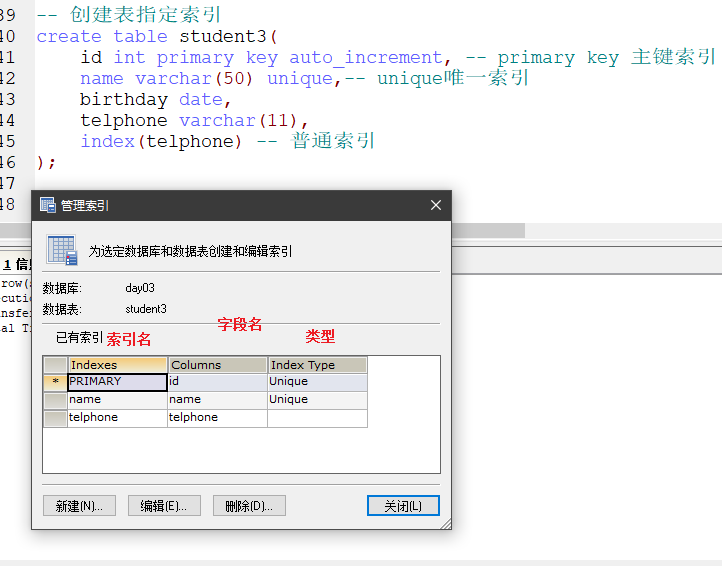 39 -- 创建表指定索引
40 create table student3(
41 id int primary key auto_increment, -- primary key 主键索引
42 name varchar(50) unique,-- unique唯一索引
43 birthday date,
44 telphone varchar(11),
45 index(telphone) -- 普通索引
46 );
47
48
管理索引
为选定数据库和数据表创建和编辑索引
1 信息
数据库: day03
数据表: student3
已有索引 索引名 字段名 类型
Indexes Columns Index Type
* PRIMARY id Unique
name name Unique
telphone telphone
新建(N)... 编辑(E)... 删除(D)... 关闭(L)